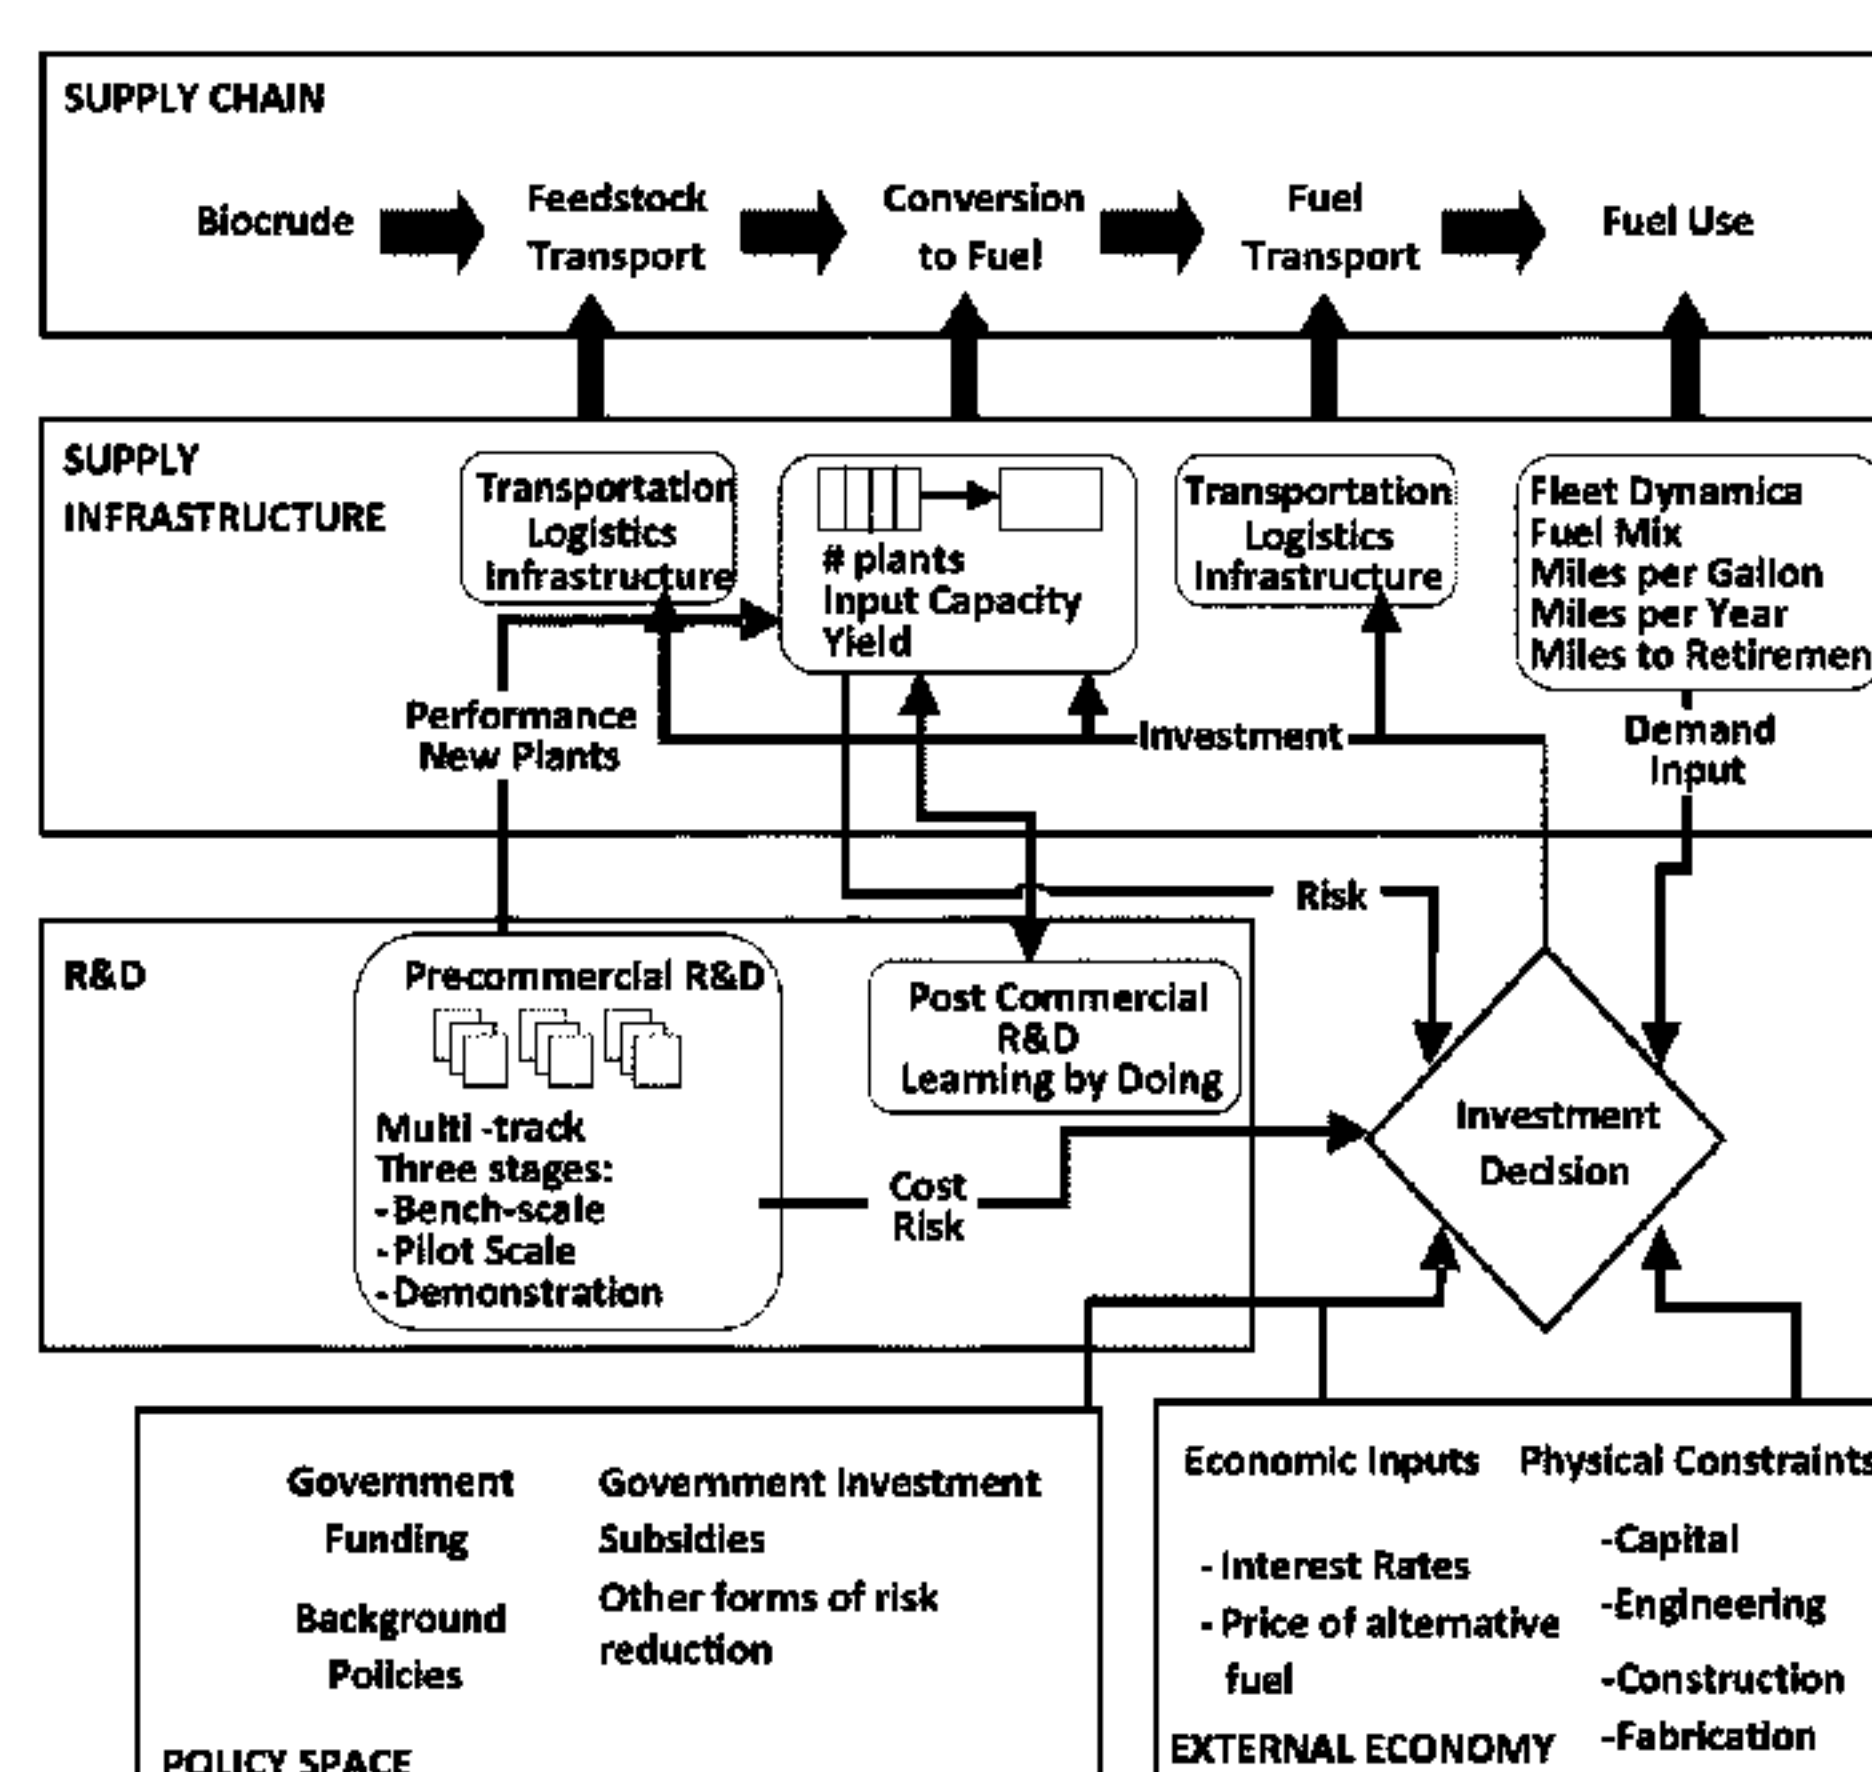 SUPPLY CHAIN
Biocrude
Feedstock
Transport
Conversion
to Fuel
Fuel
Transport
Fuel Use
SUPPLY
INFRASTRUCTURE
Transportation
Logistics
Infrastructure
# plants
Input Capacity
Yield
Transportation
Logistics
Infrastructure
Fleet Dynamica
Fuel Mix
Miles per Gallon
Miles per Year
Miles to Retiremen
Performance
New Plants
Investment
Demand
Input
Risk
R&D
Precommercial R&D
Multi -track
Three stages:
-Bench-scale
-Pilot Scale
-Demonstration
Post Commercial
R&D
Learning by Doing
Cost
Risk
Investment
Decision
Government
Funding
Background
Policies
Government Investment
Subsidies
Other forms of risk
reduction
POLICY SPACE
Economic Inputs
- Interest Rates
- Price of alternative
fuel
EXTERNAL ECONOMY
Physical Constraints
-Capital
-Engineering
-Construction
-Fabrication